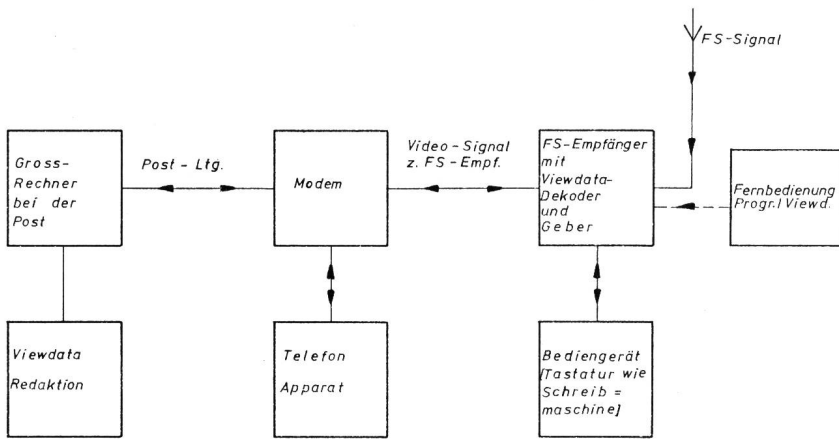 FS-Signal
Gross-
Rechner
bei der
Post
Post - Ltg.
Modem
Video - Signal
z. FS - Empf.
FS-Empfänger
mit
Viewdata-
Dekoder
und
Geber
Fernbedienung
Progr./Viewd.
Viewdata
Redaktion
Telefon
Apparat
Bediengerät
[Tastatur wie
Schreib =
maschine]